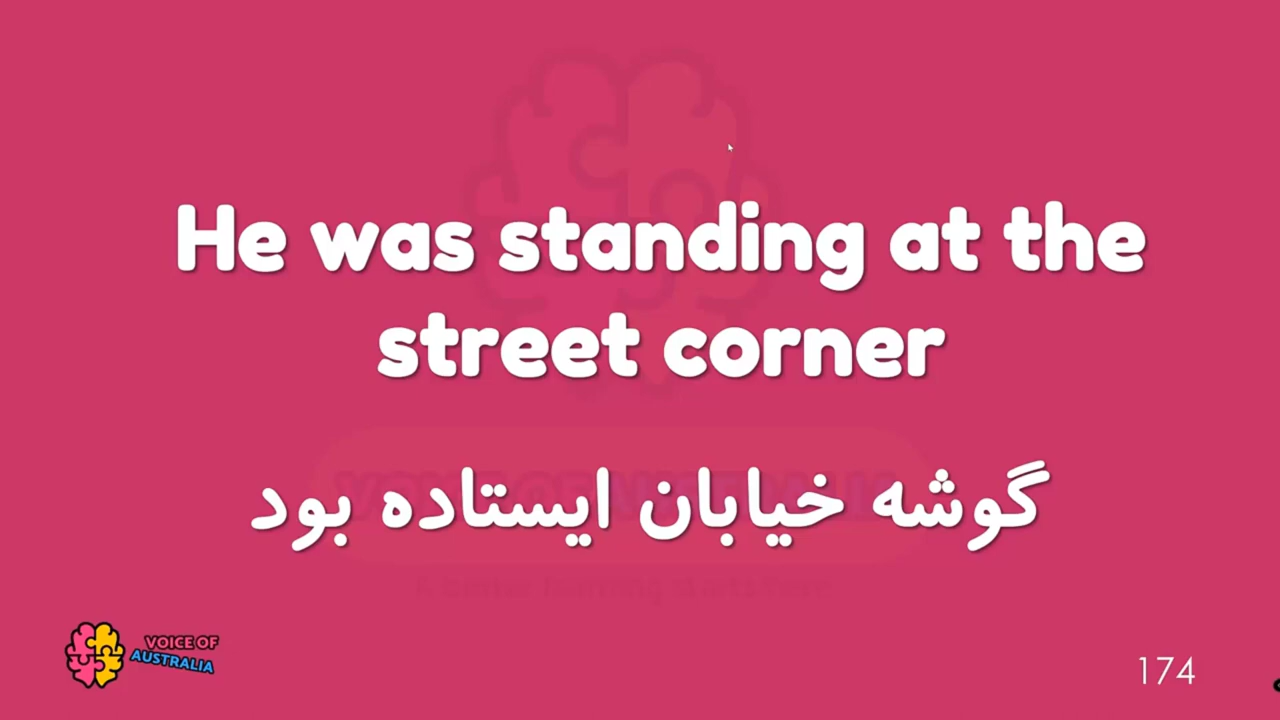 He was standing at the
street corner
گوشه خیابان ایستاده بود
VOICE OF
AUSTRALIA
174